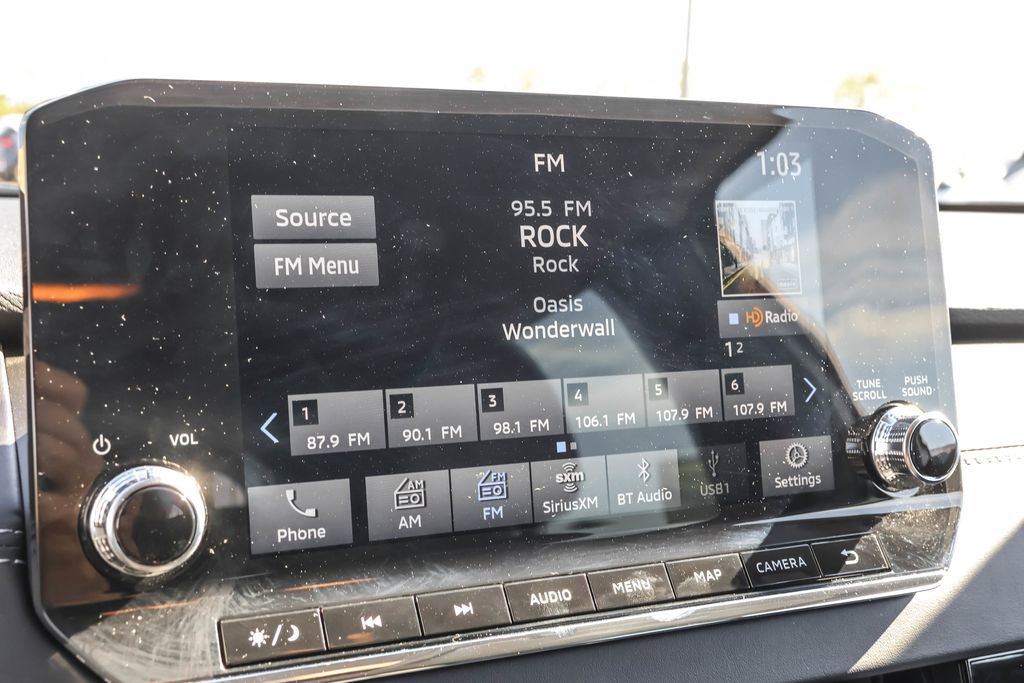 FM
1:03
Source
FM Menu
95.5 FM
ROCK
Rock
Oasis
Wonderwall
HD Radio
1 2
TUNE
SCROLL
PUSH
SOUND
VOL
1
87.9 FM
2
90.1 FM
3
98.1 FM
4
106.1 FM
5
107.9 FM
6
107.9 FM
Phone
AM
AM
FM
FM
sxm
SiriusXM
BT Audio
USB1
Settings
AUDIO
MENU
MAP
CAMERA